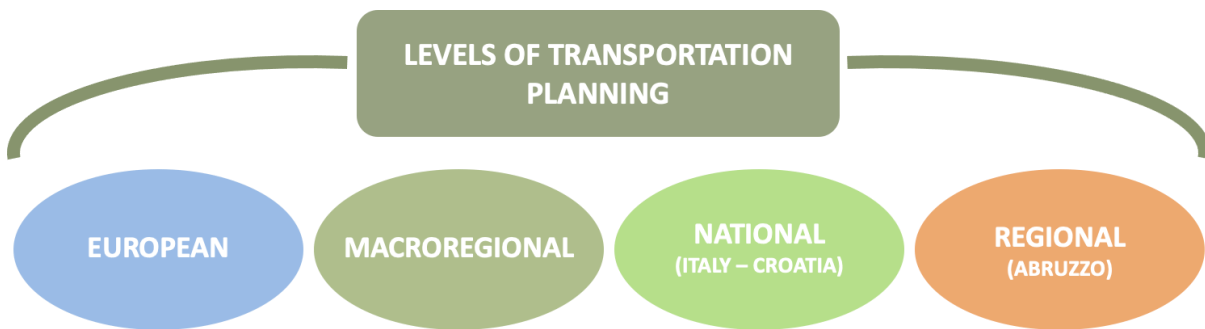 LEVELS OF TRANSPORTATION
PLANNING
EUROPEAN
MACROREGIONAL
NATIONAL
(ITALY – CROATIA)
REGIONAL
(ABRUZZO)